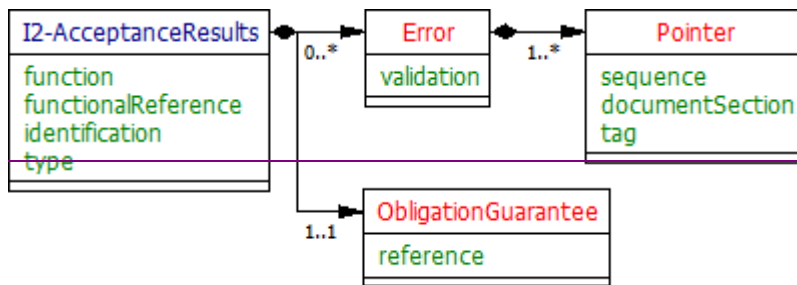 I2-AcceptanceResults
function
functionalReference
identification
type
0..*
Error
validation
1..*
Pointer
sequence
documentSection
tag
1..1
ObligationGuarantee
reference